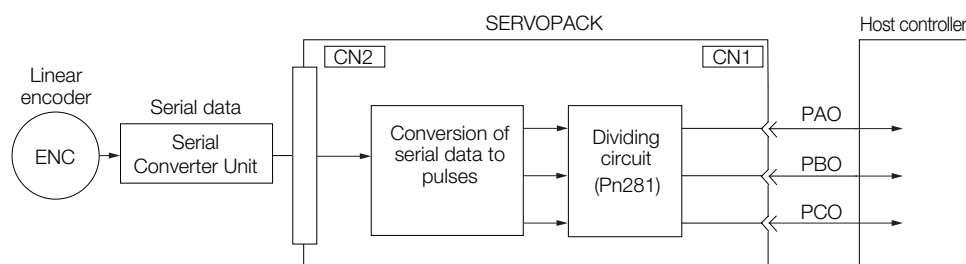 SERVOPACK
Host controller
CN2
CN1
Linear
encoder
Serial data
ENC
Serial
Converter Unit
Conversion of
serial data to
pulses
Dividing
circuit
(Pn281)
PAO
PBO
PCO